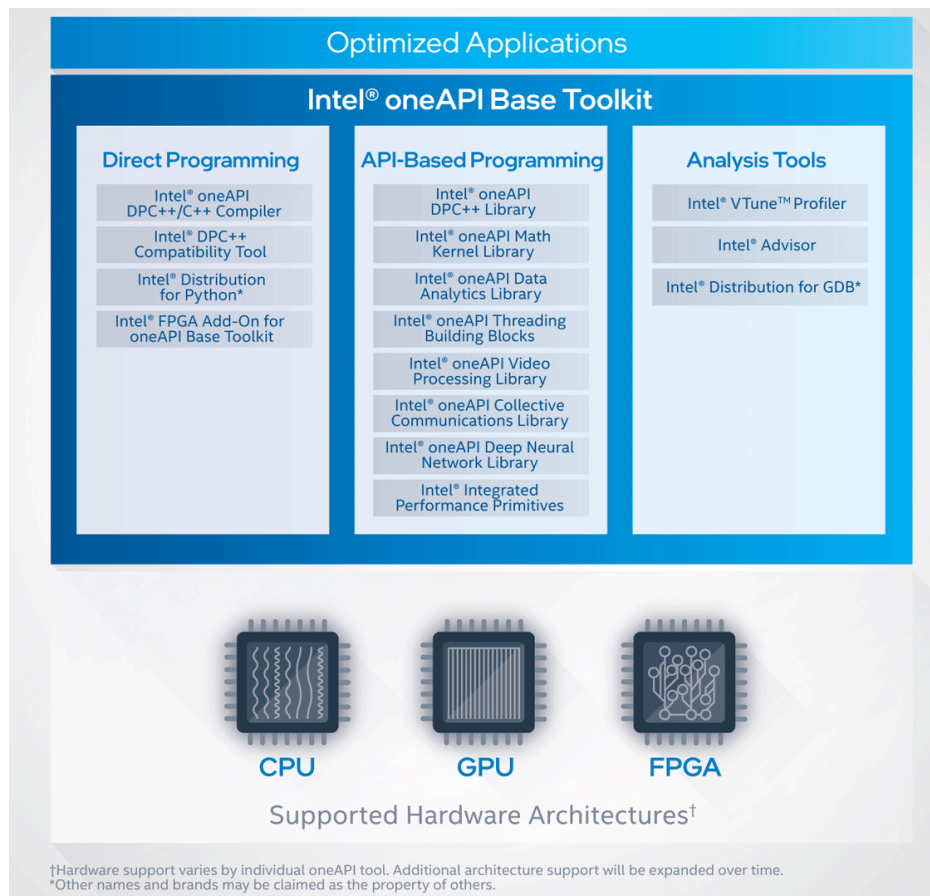 Optimized Applications
Intel® oneAPI Base Toolkit
Direct Programming
Intel® oneAPI
DPC++/C++ Compiler
Intel® DPC++
Compatibility Tool
Intel® Distribution
for Python*
Intel® FPGA Add-On for
oneAPI Base Toolkit
API-Based Programming
Intel® oneAPI
DPC++ Library
Intel® oneAPI Math
Kernel Library
Intel® oneAPI Data
Analytics Library
Intel® oneAPI Threading
Building Blocks
Intel® oneAPI Video
Processing Library
Intel® oneAPI Collective
Communications Library
Intel® oneAPI Deep Neural
Network Library
Intel® Integrated
Performance Primitives
Analysis Tools
Intel® VTune™ Profiler
Intel® Advisor
Intel® Distribution for GDB*
CPU
GPU
FPGA
Supported Hardware Architectures†
†Hardware support varies by individual oneAPI tool. Additional architecture support will be expanded over time.
*Other names and brands may be claimed as the property of others.